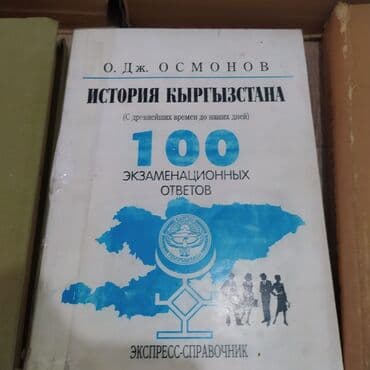 О. Дж. ОСМОНОВ
ИСТОРИЯ КЫРГЫЗСТАНА
(С древнейших времен до наших дней)
100
ЭКЗАМЕНАЦИОННЫХ
ОТВЕТОВ
ЭКСПРЕСС-СПРАВОЧНИК